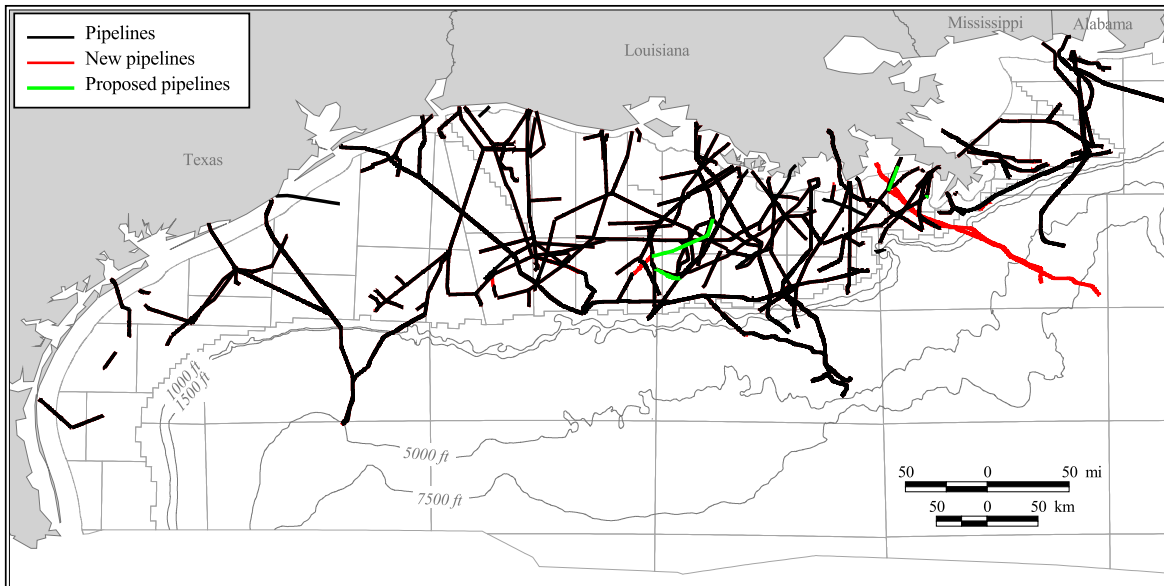 Pipelines
New pipelines
Proposed pipelines
Mississippi
Alabama
Louisiana
Texas
1000 ft
1500 ft
5000 ft
7500 ft
50 0 50 mi
50 0 50 km